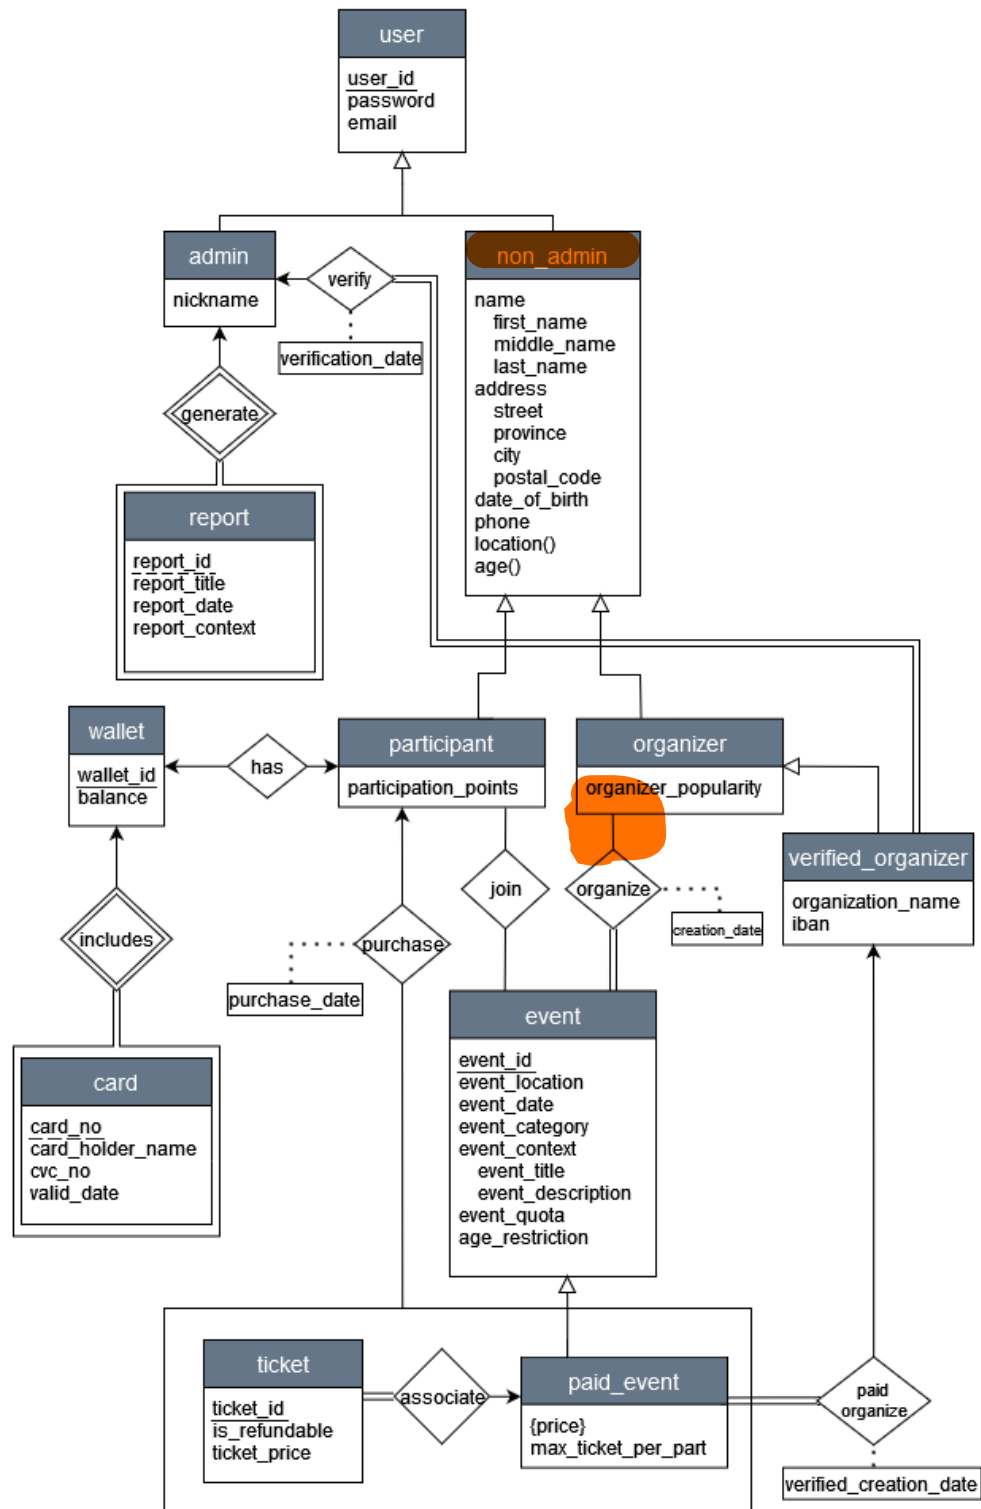 user
user_id
password
email
admin
nickname
verify
verification_date
non_admin
name
first_name
middle_name
last_name
address
street
province
city
postal_code
date_of_birth
phone
location()
age()
generate
report
report_id
report_title
report_date
report_context
wallet
wallet_id
balance
has
participant
participation_points
organizer
organizer_popularity
verified_organizer
organization_name
iban
join
organize
creation_date
includes
purchase
purchase_date
card
card_no
card_holder_name
cvc_no
valid_date
event
event_id
event_location
event_date
event_category
event_context
event_title
event_description
event_quota
age_restriction
ticket
ticket_id
is_refundable
ticket_price
associate
paid_event
{price}
max_ticket_per_part
paid
organize
verified_creation_date